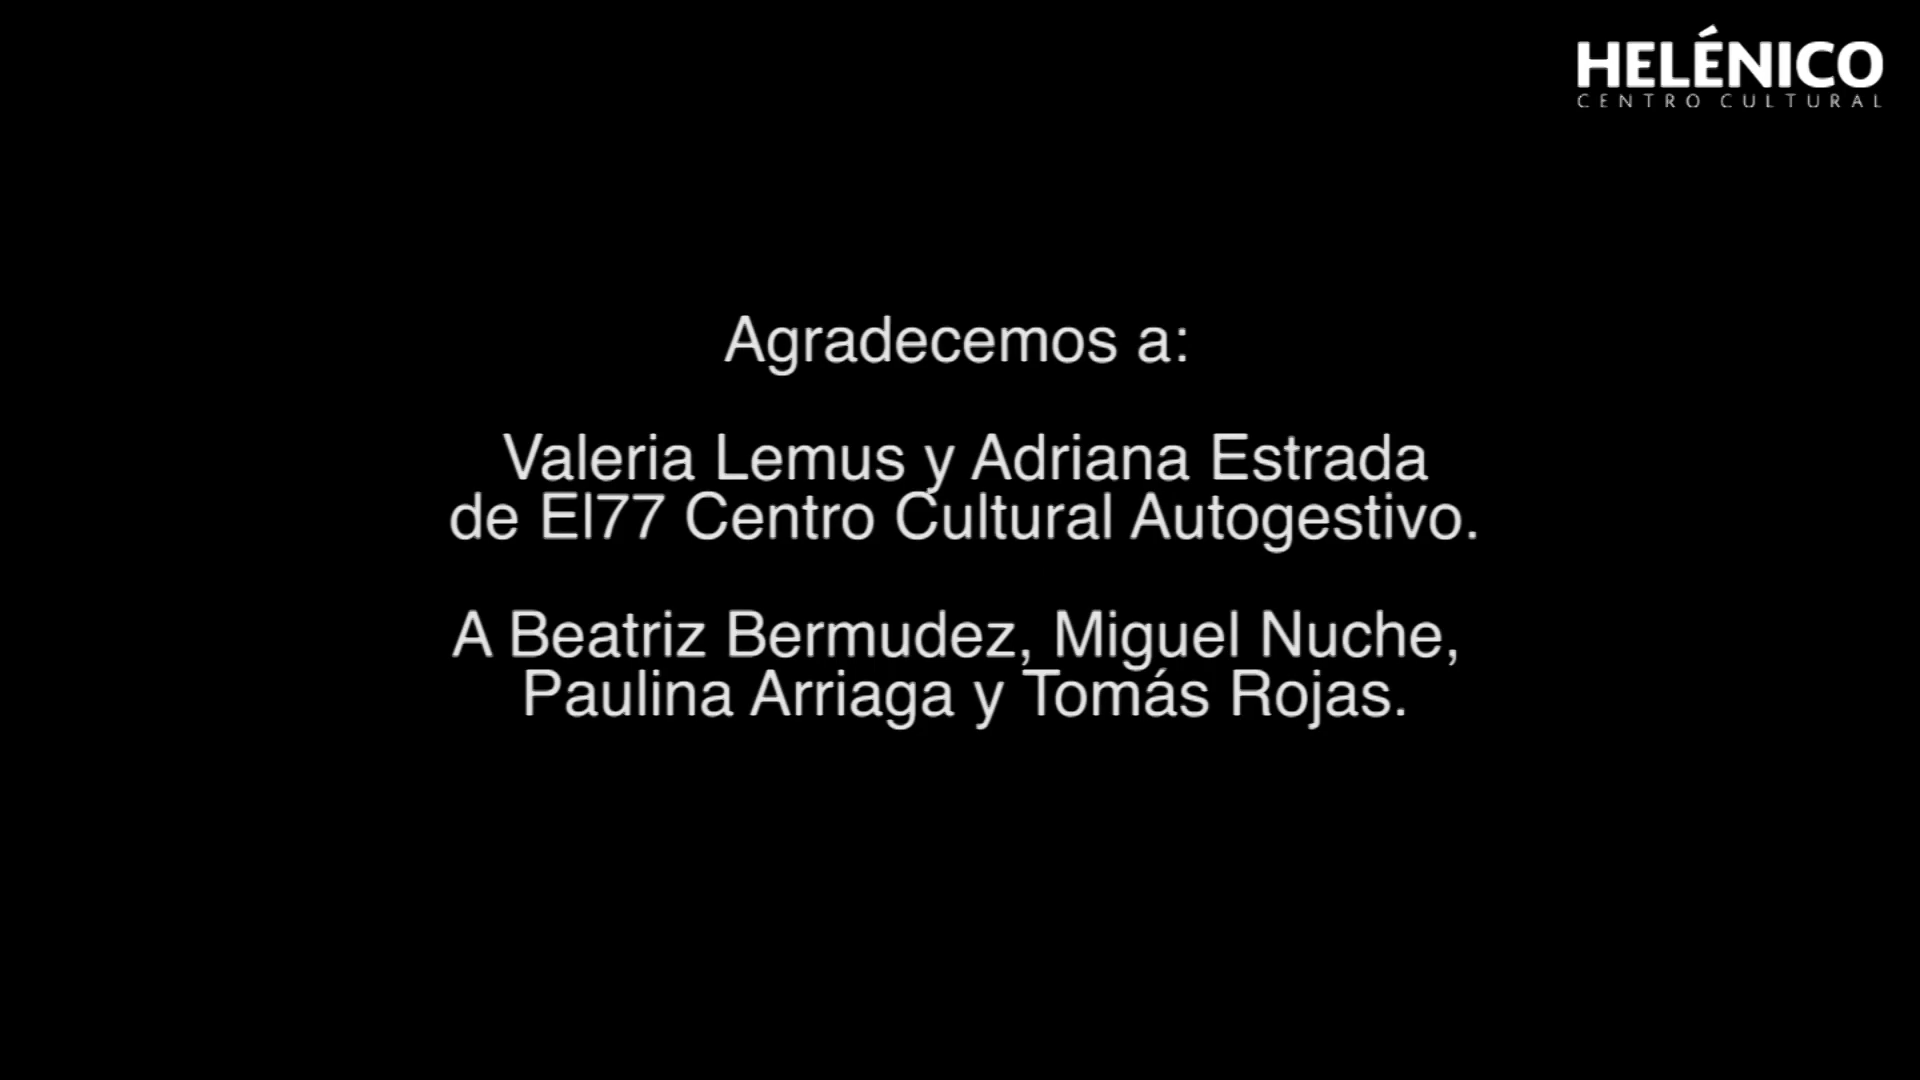 HELÉNICO
CENTRO CULTURAL
Agradecemos a:
Valeria Lemus y Adriana Estrada
de El77 Centro Cultural Autogestivo.
A Beatriz Bermudez, Miguel Nuche,
Paulina Arriaga y Tomás Rojas.